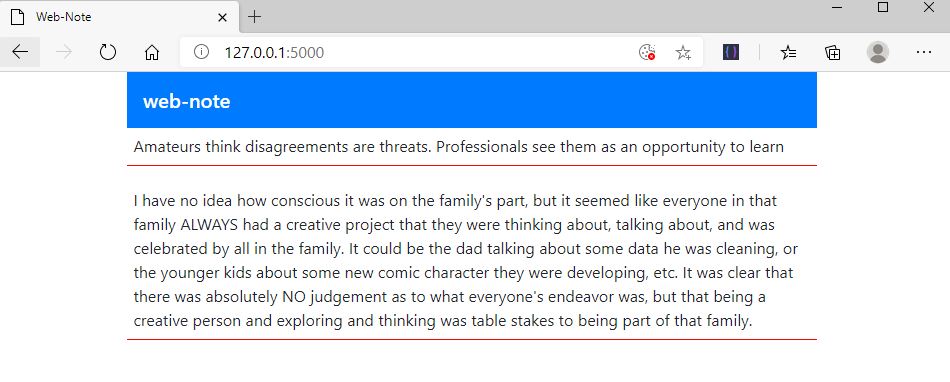 Web-Note
127.0.0.1:5000
web-note
Amateurs think disagreements are threats. Professionals see them as an opportunity to learn
I have no idea how conscious it was on the family's part, but it seemed like everyone in that
family ALWAYS had a creative project that they were thinking about, talking about, and was
celebrated by all in the family. It could be the dad talking about some data he was cleaning, or
the younger kids about some new comic character they were developing, etc. It was clear that
there was absolutely NO judgement as to what everyone's endeavor was, but that being a
creative person and exploring and thinking was table stakes to being part of that family.